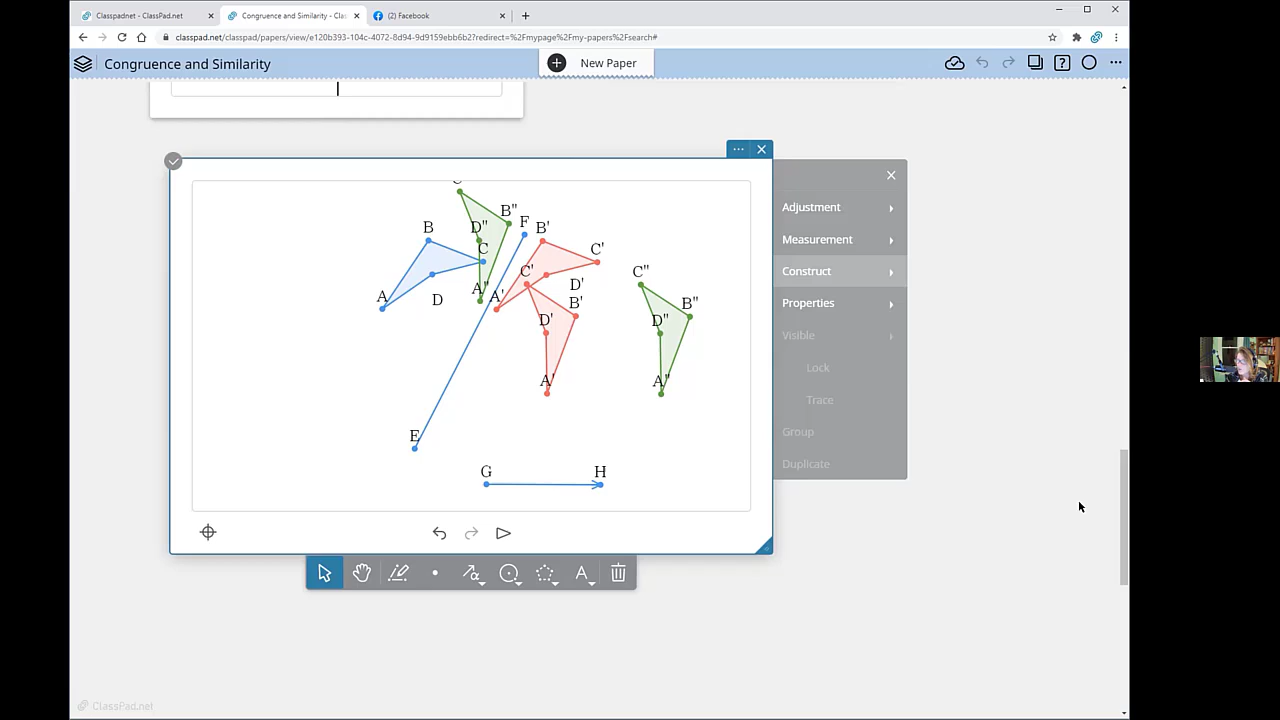 Classpadnet - ClassPad.net
Congruence and Similarity - Clas
(2) Facebook
classpad.net/classpad/papers/view/e120b393-104c-4072-8d94-9d9159ebb6b2?redirect=%2Fmypage%2Fmy-papers%2Fsearch#
Congruence and Similarity
New Paper
B" F
B D" B'
C C'
C' C"
A A" A' D'
B' B"
D' D"
A' A"
E
G H
Adjustment
Measurement
Construct
Properties
Visible
Lock
Trace
Group
Duplicate
A
ClassPad.net